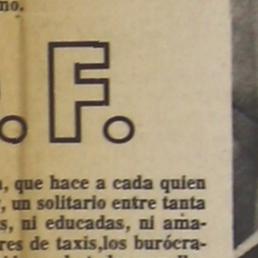 no.
. F.
, que hace a cada quien
, un solitario entre tanta
s, ni educadas, ni ama-
res de taxis,los burócra-